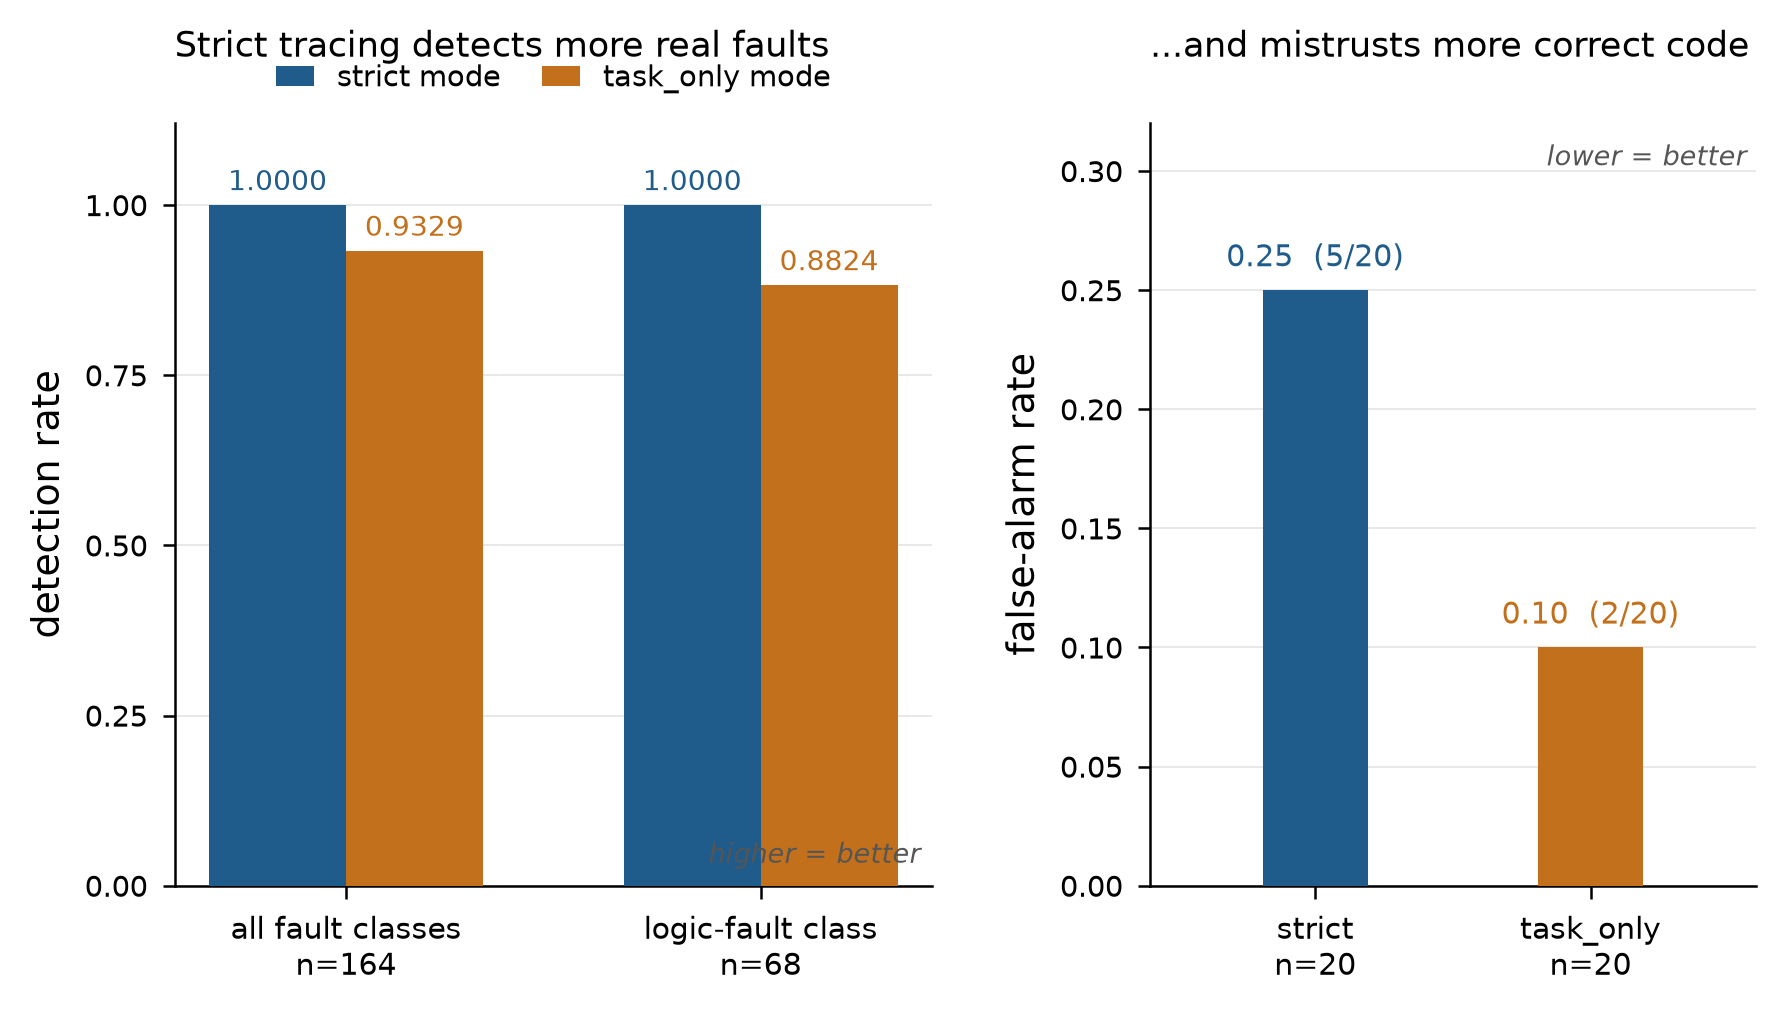 Strict tracing detects more real faults
strict mode
task_only mode
1.0000
0.9329
1.0000
0.8824
1.00
0.75
0.50
0.25
0.00
detection rate
higher = better
all fault classes
n=164
logic-fault class
n=68
...and mistrusts more correct code
lower = better
0.25 (5/20)
0.10 (2/20)
0.30
0.25
0.20
0.15
0.10
0.05
0.00
false-alarm rate
strict
n=20
task_only
n=20